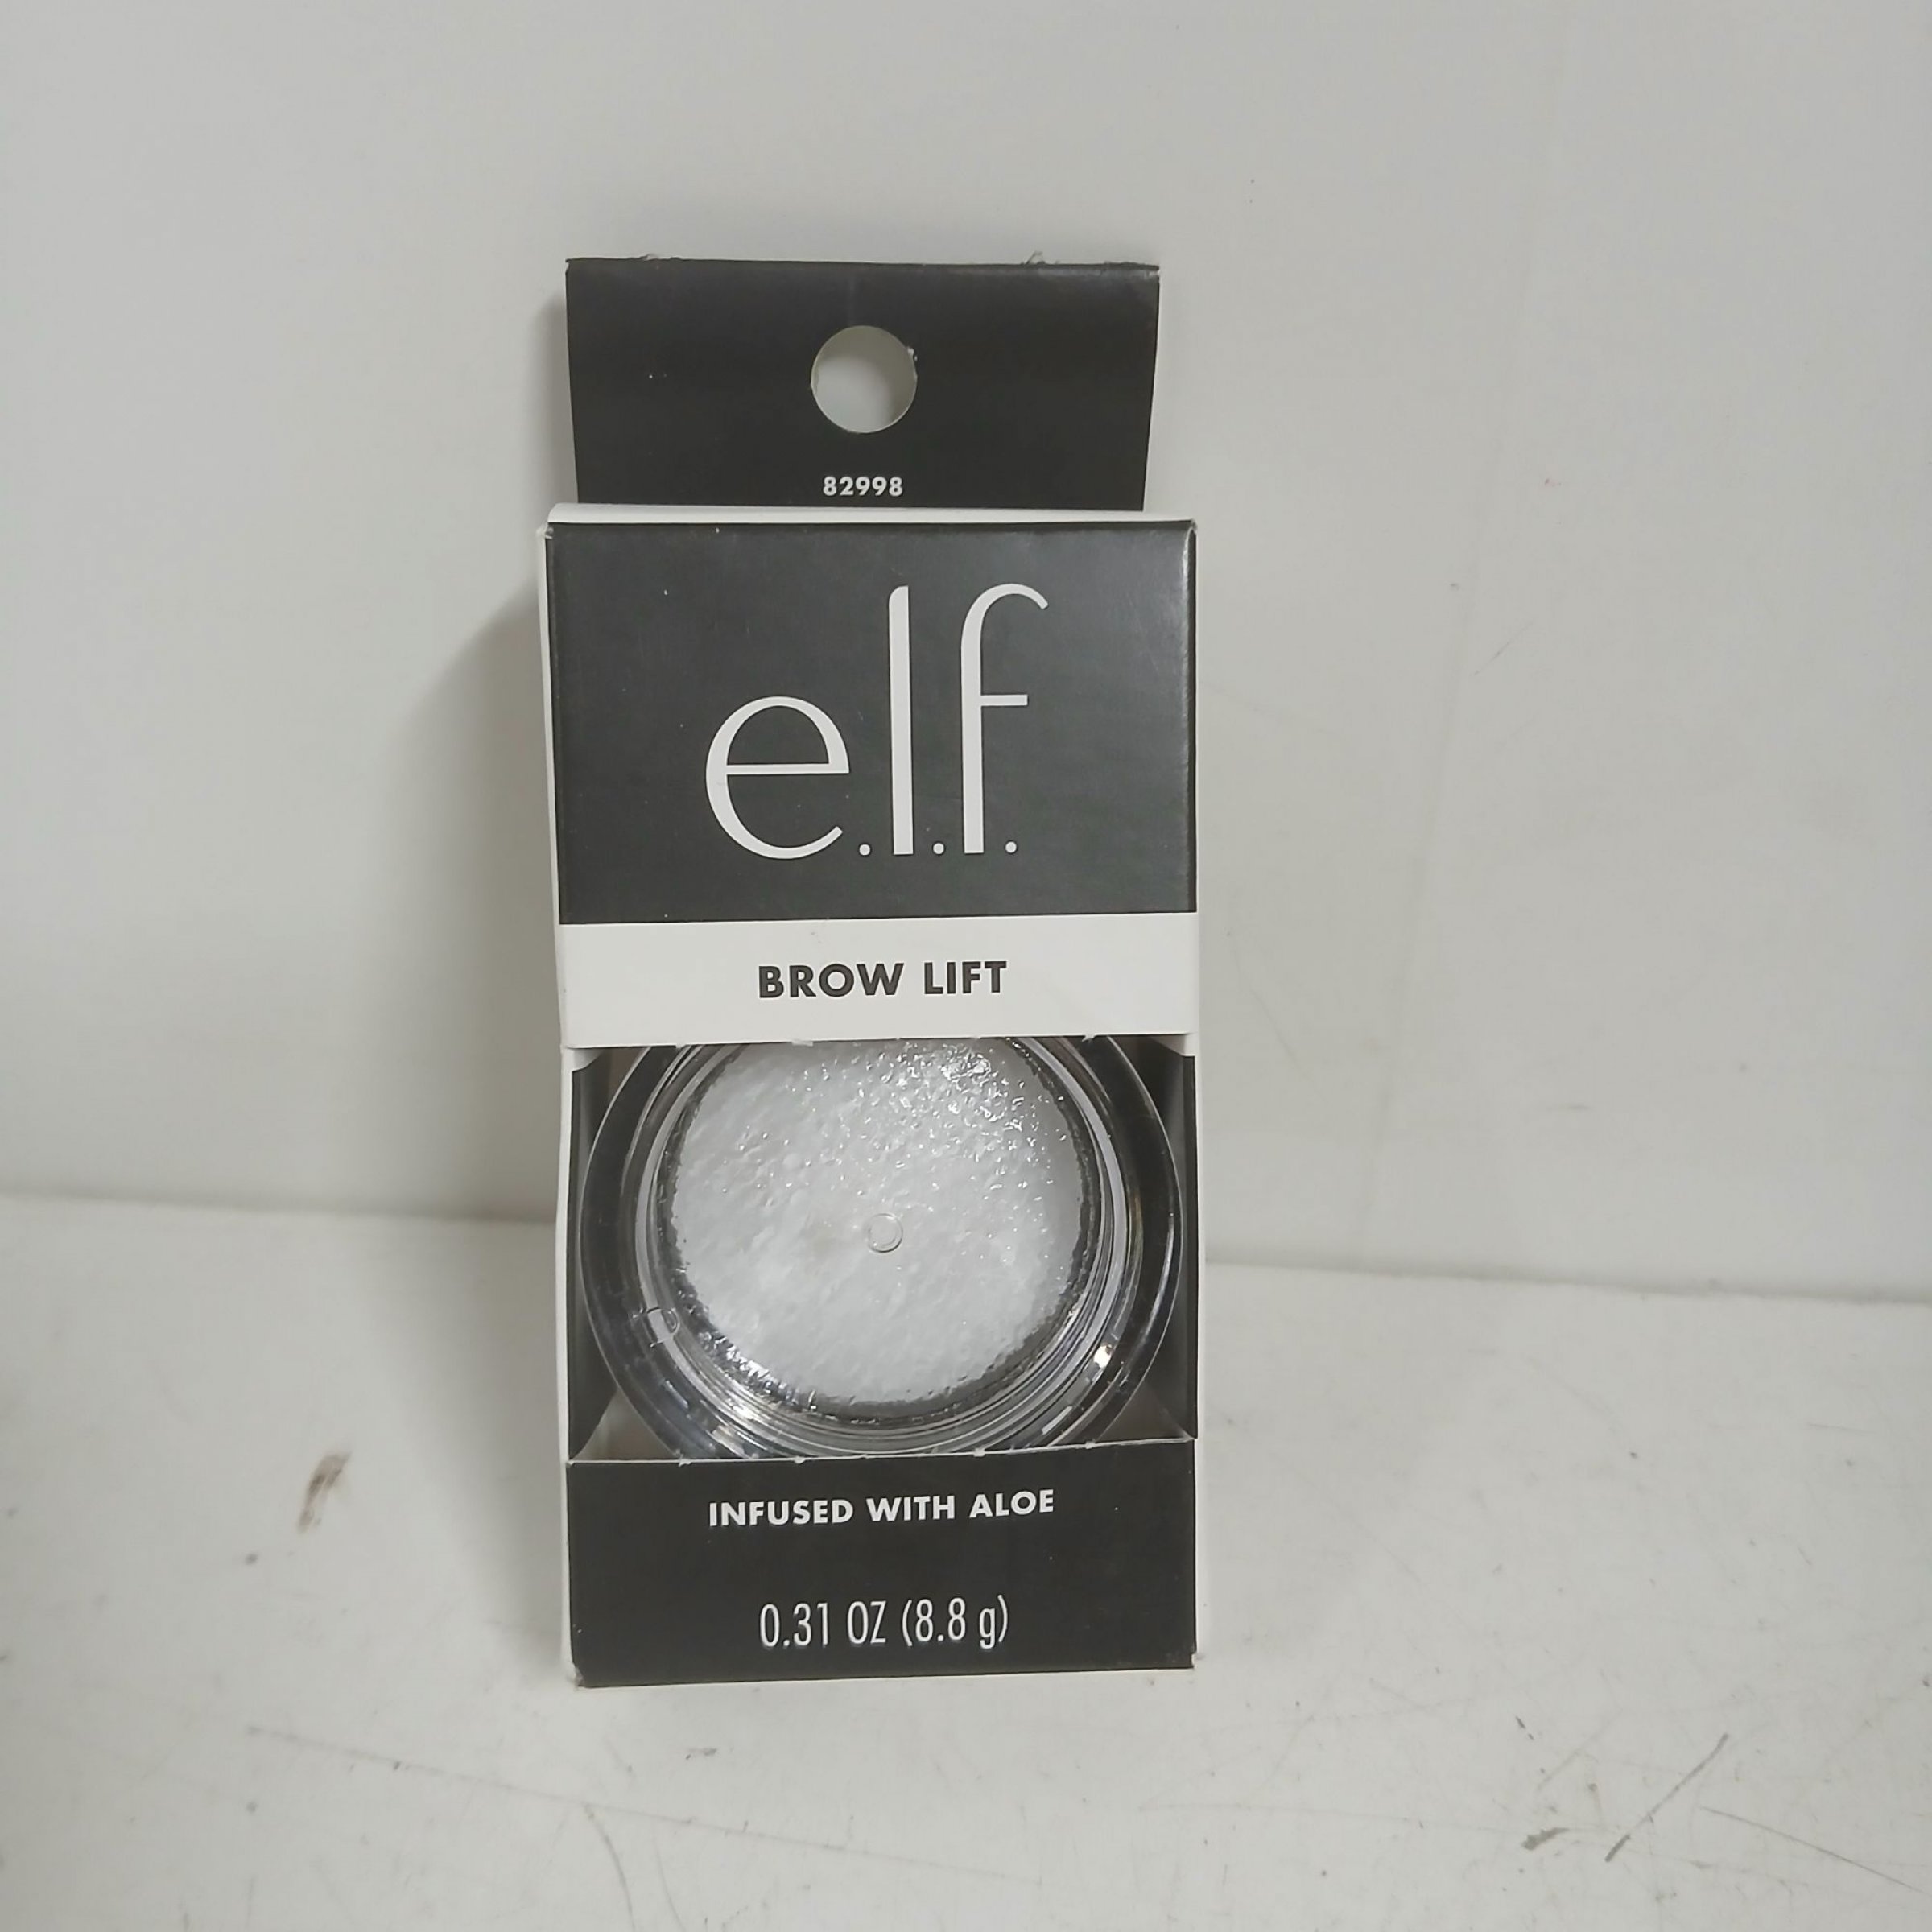 82998
e.l.f.
BROW LIFT
INFUSED WITH ALOE
0.31 OZ (8.8 g)